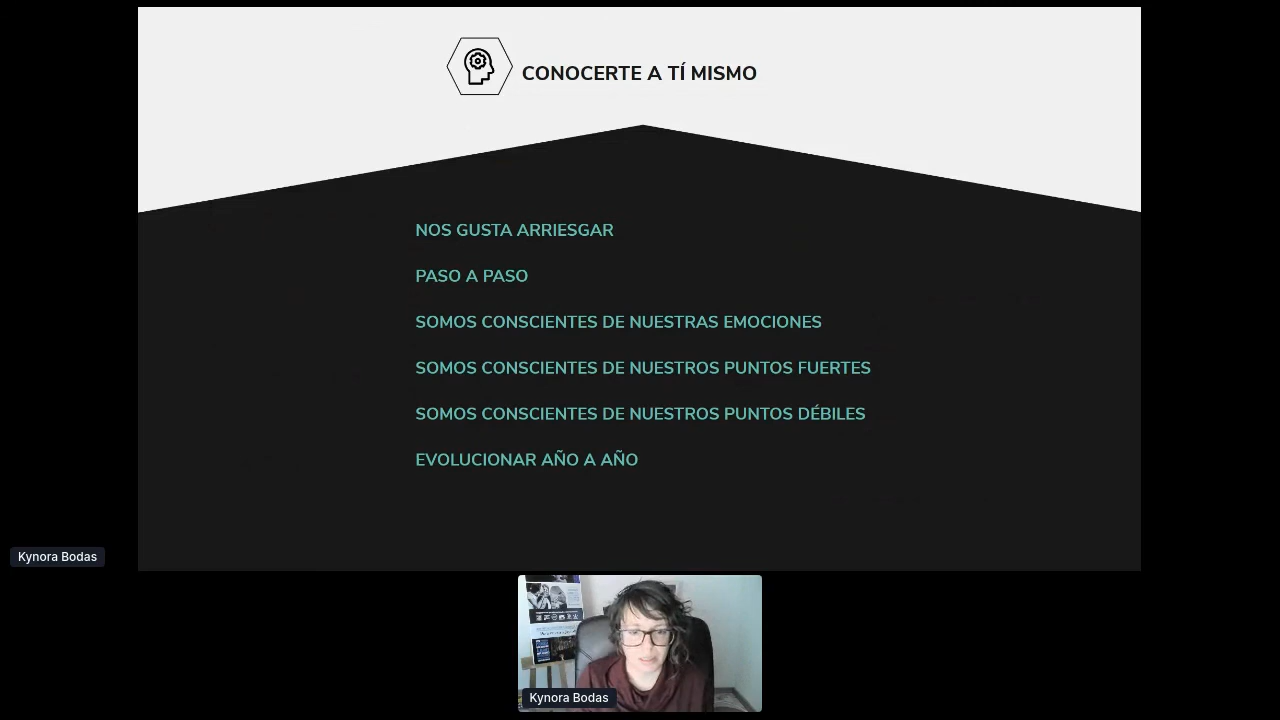 CONOCERTE A TÍ MISMO
NOS GUSTA ARRIESGAR
PASO A PASO
SOMOS CONSCIENTES DE NUESTRAS EMOCIONES
SOMOS CONSCIENTES DE NUESTROS PUNTOS FUERTES
SOMOS CONSCIENTES DE NUESTROS PUNTOS DÉBILES
EVOLUCIONAR AÑO A AÑO
Kynora Bodas
Kynora Bodas